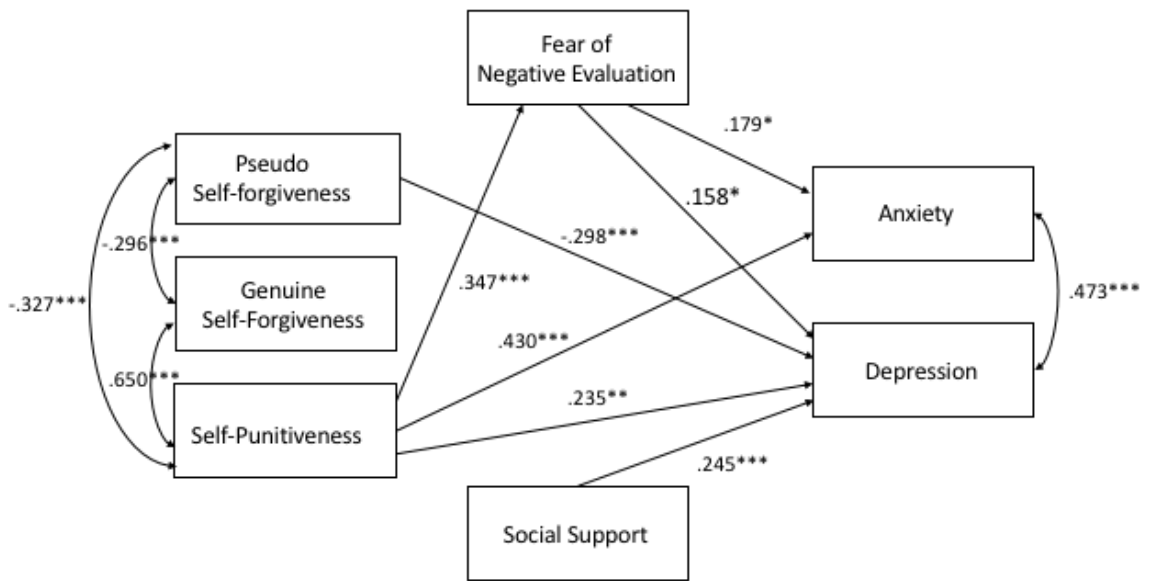 Fear of
Negative Evaluation
.179*
Pseudo
Self-forgiveness
Anxiety
.158*
-.296***
-.298***
.347***
-.327***
Genuine
Self-Forgiveness
.473***
.430***
.650***
Depression
.235**
Self-Punitiveness
.245***
Social Support